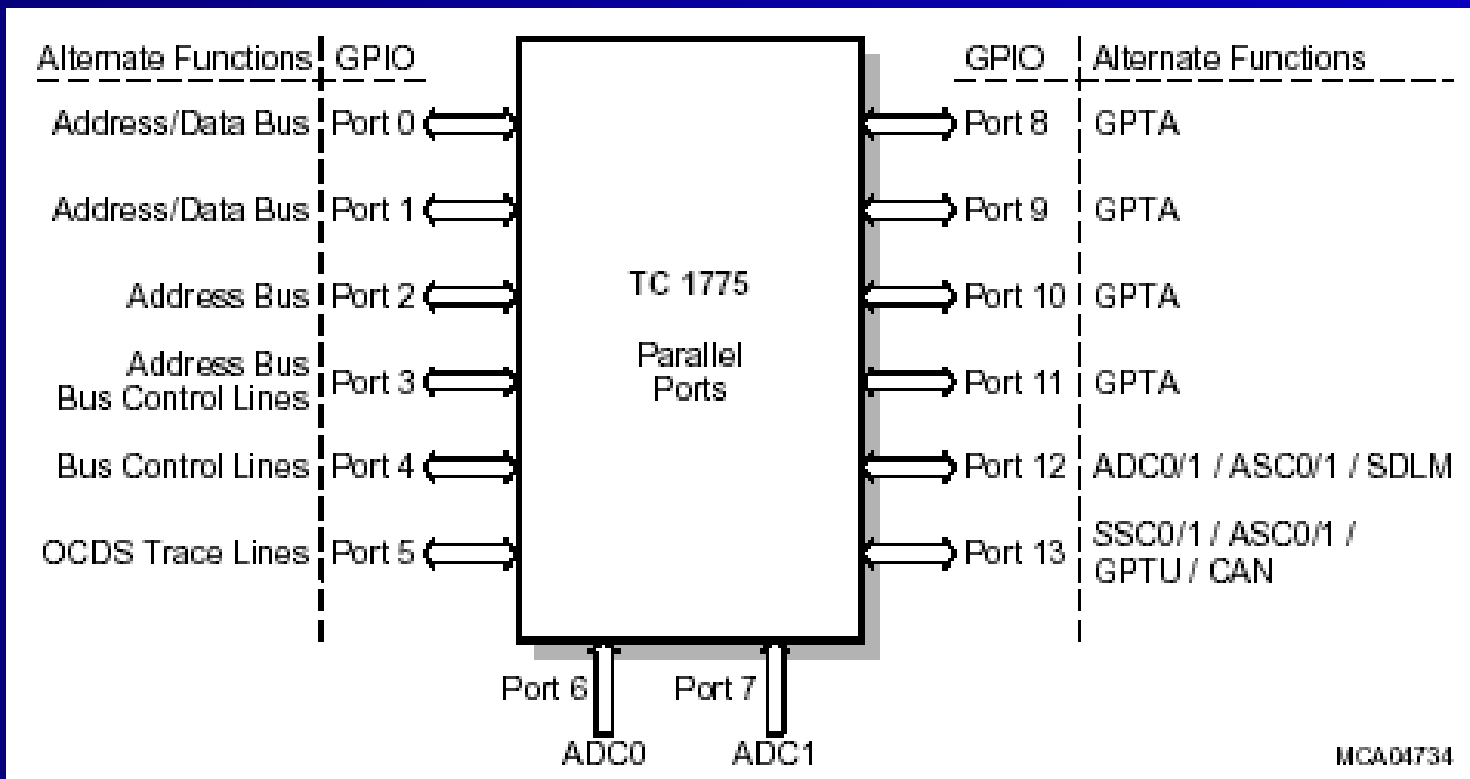 Alternate Functions GPIO
GPIO Alternate Functions
Address/Data Bus Port 0
Port 8 GPTA
Address/Data Bus Port 1
Port 9 GPTA
TC 1775
Address Bus Port 2
Port 10 GPTA
Parallel
Ports
Address Bus
Bus Control Lines Port 3
Port 11 GPTA
Bus Control Lines Port 4
Port 12 ADC0/1 / ASC0/1 / SDLM
OCDS Trace Lines Port 5
Port 13 SSC0/1 / ASC0/1 /
GPTU / CAN
Port 6 Port 7
ADC0 ADC1
MCA04734